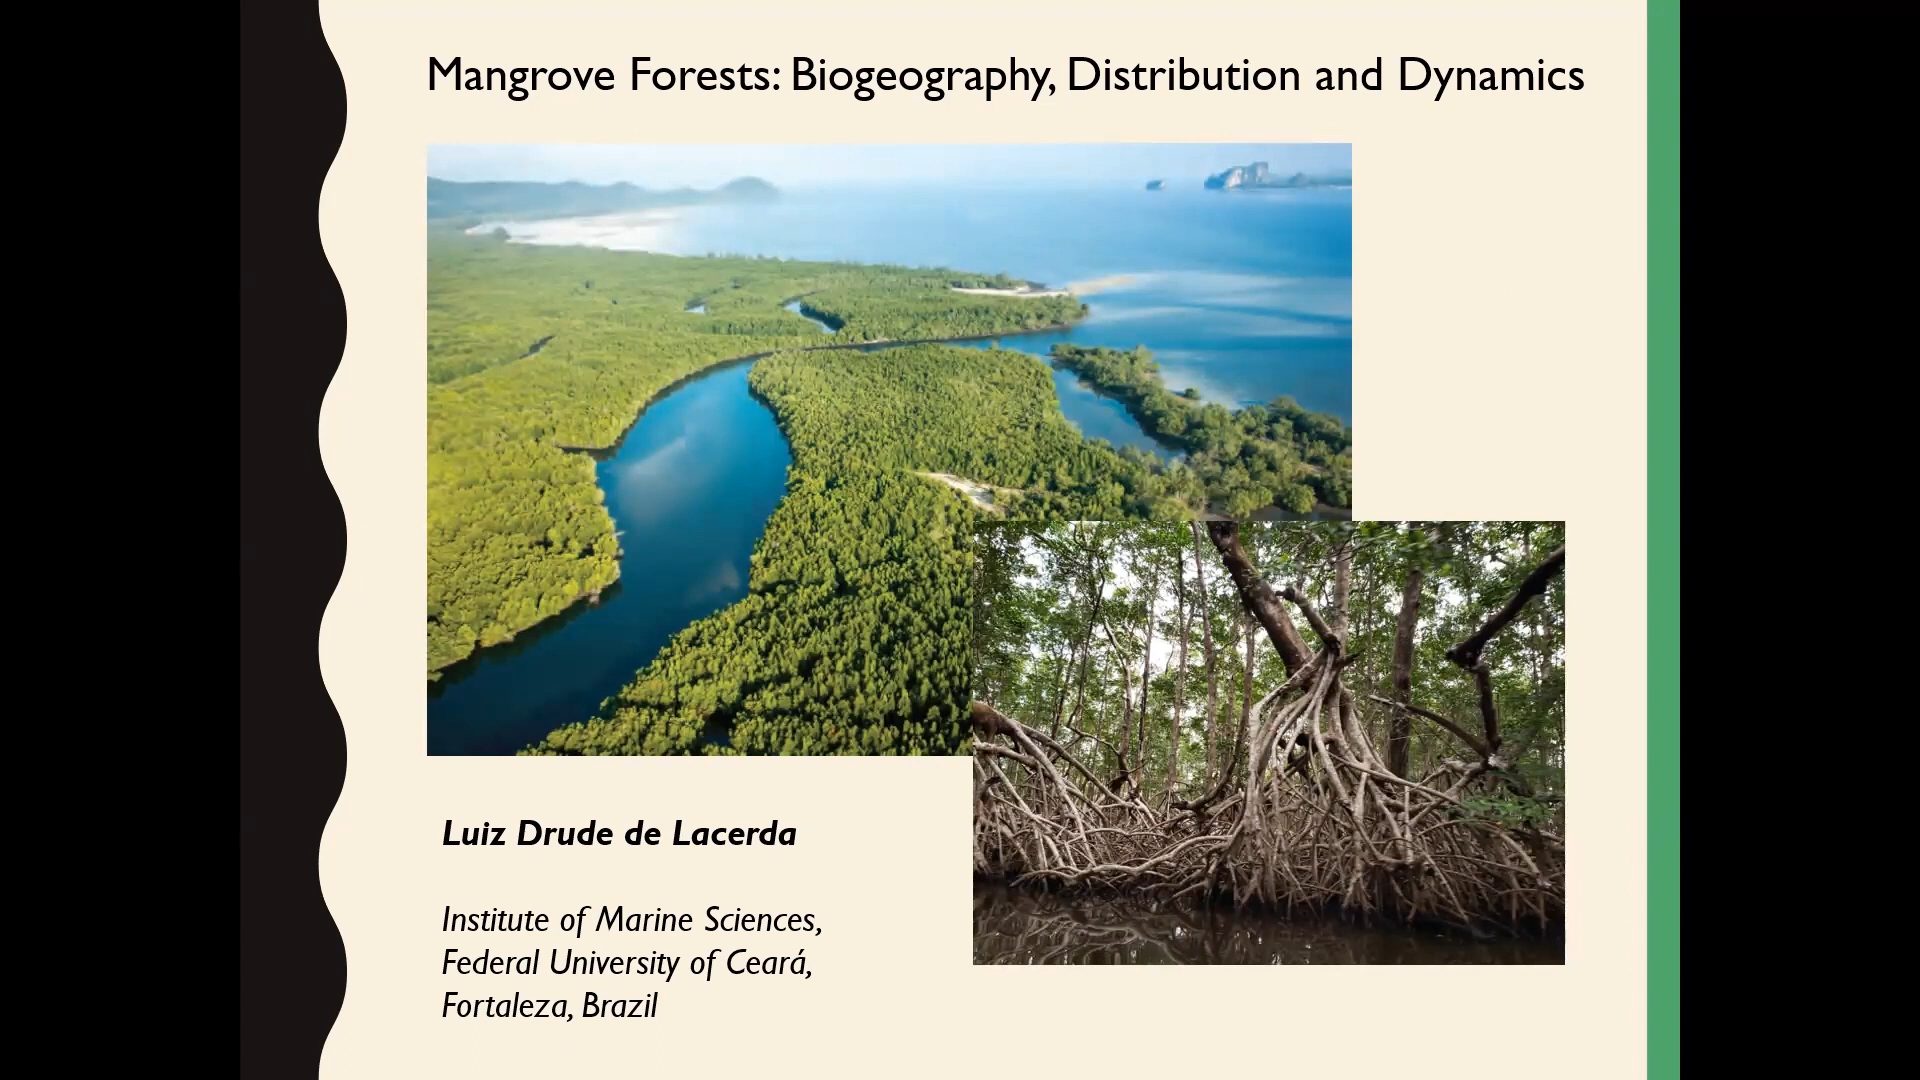 Mangrove Forests: Biogeography, Distribution and Dynamics
Luiz Drude de Lacerda
Institute of Marine Sciences,
Federal University of Ceará,
Fortaleza, Brazil